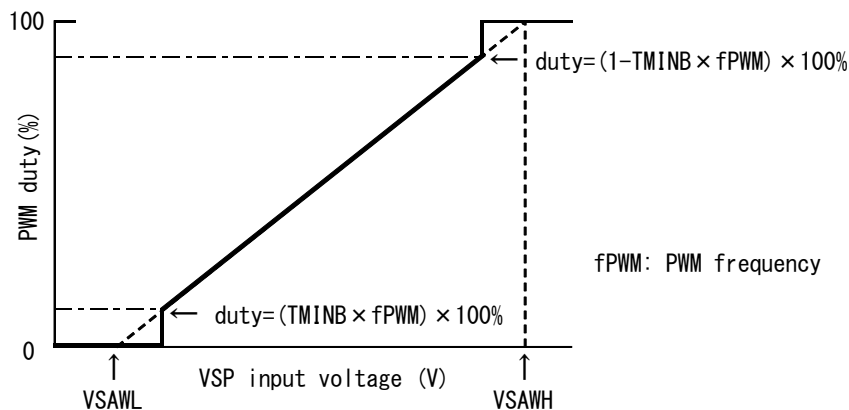 100
duty=(1-TMINB×fPWM)×100%
PWM duty(%)
fPWM: PWM frequency
duty=(TMINB×fPWM)×100%
0
VSP input voltage (V)
VSAWL
VSAWH